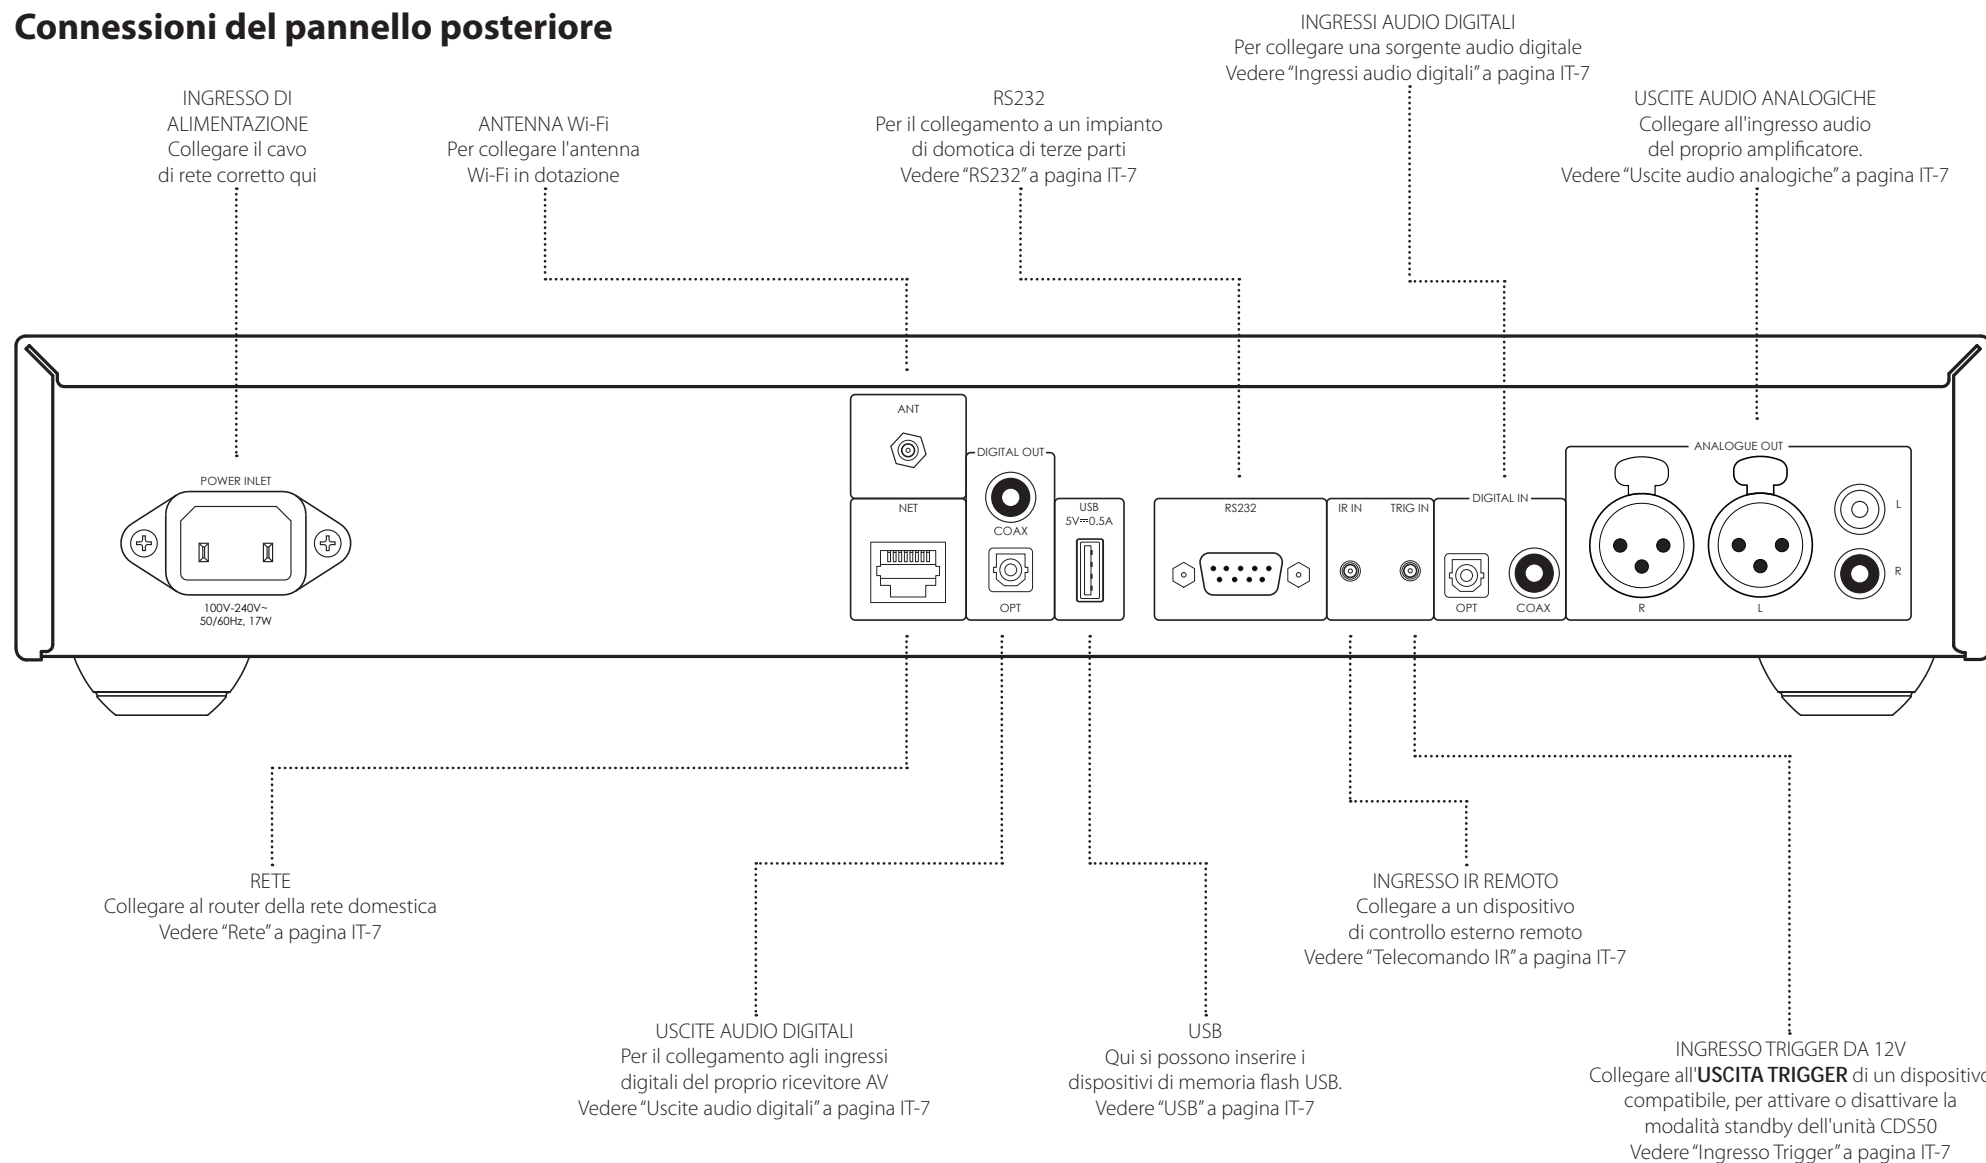 Connessioni del pannello posteriore
INGRESSO DI
ALIMENTAZIONE
Collegare il cavo
di rete corretto qui
ANTENNA Wi-Fi
Per collegare l'antenna
Wi-Fi in dotazione
RS232
Per il collegamento a un impianto
di domotica di terze parti
Vedere “RS232” a pagina IT-7
INGRESSI AUDIO DIGITALI
Per collegare una sorgente audio digitale
Vedere “Ingressi audio digitali” a pagina IT-7
USCITE AUDIO ANALOGICHE
Collegare all'ingresso audio
del proprio amplificatore.
Vedere “Uscite audio analogiche” a pagina IT-7
POWER INLET
100V-240V~
50/60Hz, 17W
ANT
NET
DIGITAL OUT
COAX
OPT
USB
5V⎓0.5A
RS232
IR IN
TRIG IN
DIGITAL IN
OPT
COAX
ANALOGUE OUT
R
L
L
R
RETE
Collegare al router della rete domestica
Vedere “Rete” a pagina IT-7
USCITE AUDIO DIGITALI
Per il collegamento agli ingressi
digitali del proprio ricevitore AV
Vedere “Uscite audio digitali” a pagina IT-7
USB
Qui si possono inserire i
dispositivi di memoria flash USB.
Vedere “USB” a pagina IT-7
INGRESSO IR REMOTO
Collegare a un dispositivo
di controllo esterno remoto
Vedere “Telecomando IR” a pagina IT-7
INGRESSO TRIGGER DA 12V
Collegare all'USCITA TRIGGER di un dispositivo
compatibile, per attivare o disattivare la
modalità standby dell'unità CDS50
Vedere “Ingresso Trigger” a pagina IT-7